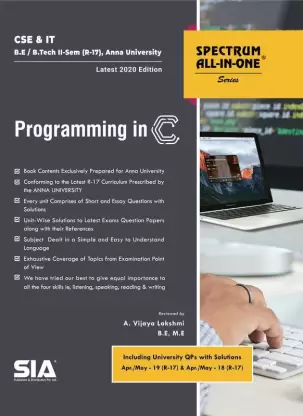 CSE & IT
B.E / B.Tech II-Sem (R-17), Anna University
Latest 2020 Edition
SPECTRUM
ALL-IN-ONE
Series
Programming in C
Book Contents Exclusively Prepared for Anna University
Conforming to the Latest R-17 Curriculum Prescribed by
the ANNA UNIVERSITY
Every unit Comprises of Short and Essay Questions with
Solutions
Unit-Wise Solutions to Latest Exams Question Papers
along with their References
Subject Dealt in a Simple and Easy to Understand
Language
Exhaustive Coverage of Topics from Examination Point
of View
We have tried our best to give equal importance to
all the four skills ie, listening, speaking, reading & writing
Reviewed by
A. Vijaya Lakshmi
B.E, M.E
Including University QPs with Solutions
Apr./May - 19 (R-17) & Apr./May - 18 (R-17)
SIA
Publishers & Distributors Pvt. Ltd.